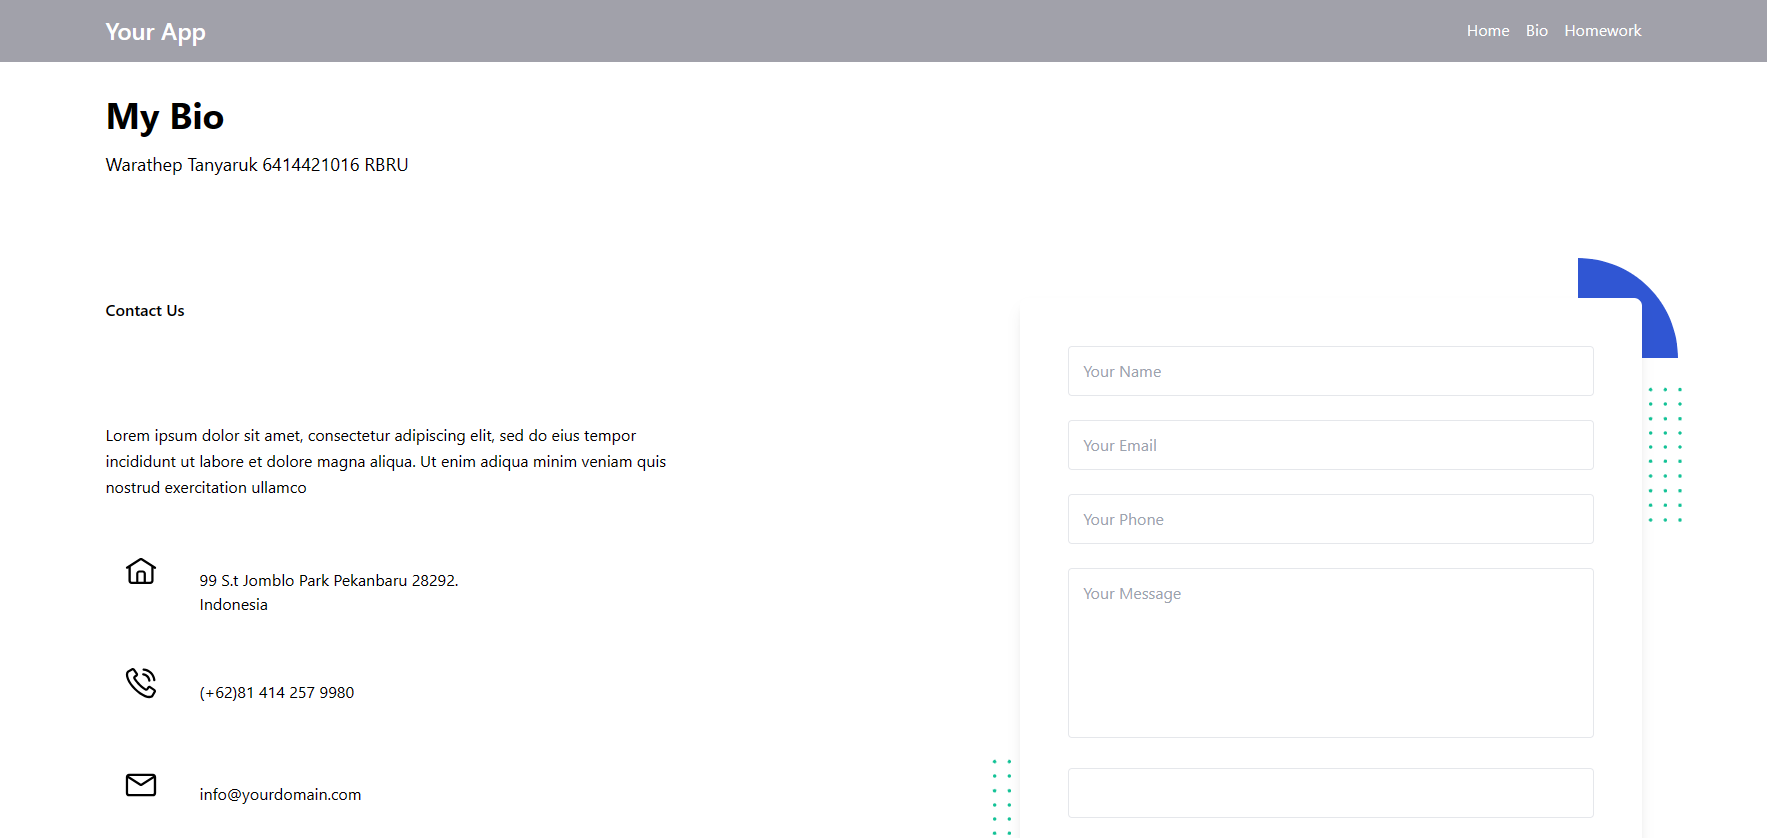 Your App
Home Bio Homework
My Bio
Warathep Tanyaruk 6414421016 RBRU
Contact Us
Lorem ipsum dolor sit amet, consectetur adipiscing elit, sed do eius tempor
incididunt ut labore et dolore magna aliqua. Ut enim adiqua minim veniam quis
nostrud exercitation ullamco
99 S.t Jomblo Park Pekanbaru 28292.
Indonesia
(+62)81 414 257 9980
info@yourdomain.com
Your Name
Your Email
Your Phone
Your Message